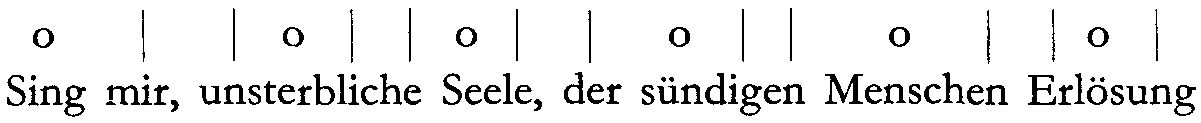 o | | o | | o | | o | | o | | o |
Sing mir, unsterbliche Seele, der sündigen Menschen Erlösung